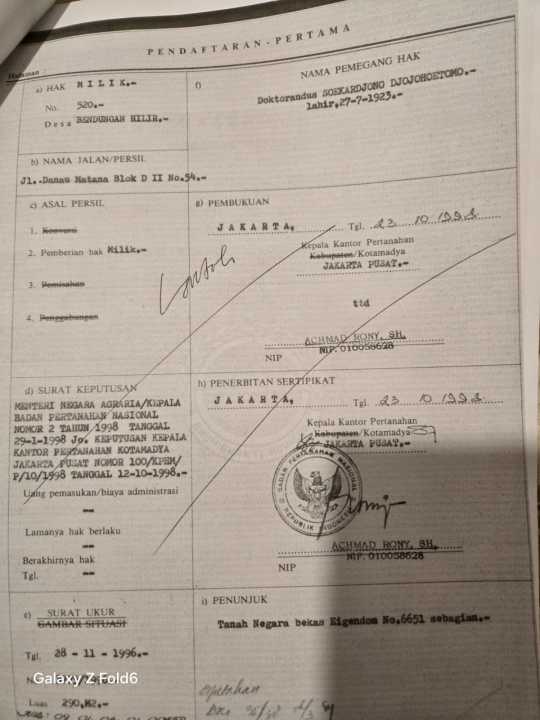 PENDAFTARAN - PERTAMA
Halaman :
a) HAK MILIK.-
No. 520.-
Desa BENDUNGAN HILIR.-
f) NAMA PEMEGANG HAK
Doktorandus SOEKARDJONO DJOJOHOETOMO.-
lahir,27-7-1923.-
b) NAMA JALAN/PERSIL
Jl..Danau Matana Blok D II No.54.-
c) ASAL PERSIL
1. Konversi
2. Pemberian hak Milik.-
3. Pemisahan
4. Penggabungan
g) PEMBUKUAN
JAKARTA, Tgl. 23 10 1998
Kepala Kantor Pertanahan
Kabupaten/Kotamadya
JAKARTA PUSAT.-
ttd
ACHMAD RONY, SH.
NIP NIP.010058628
d) SURAT KEPUTUSAN
MENTERI NEGARA AGRARIA/KEPALA
BADAN PERTANAHAN NASIONAL
NOMOR 2 TAHUN 1998 TANGGAL
29-1-1998 Jo. KEPUTUSAN KEPALA
KANTOR PERTANAHAN KOTAMADYA
JAKARTA PUSAT NOMOR 100/KPEN/
P/10/1998 TANGGAL 12-10-1998.-
Uang pemasukan/biaya administrasi
Lamanya hak berlaku
Berakhirnya hak
Tgl.
h) PENERBITAN SERTIPIKAT
JAKARTA, Tgl. 23 10 1998
Kepala Kantor Pertanahan
Kabupaten/Kotamadya
JAKARTA PUSAT.-
BADAN PERTANAHAN NASIONAL
REPUBLIK INDONESIA
ACHMAD RONY, SH.
NIP NIP.010058628
e) SURAT UKUR
GAMBAR SITUASI
Tgl. 28 - 11 - 1996.-
Luas 290,M2.-
i) PENUNJUK
Tanah Negara bekas Eigendom No.6651 sebagian.-
Galaxy Z Fold6